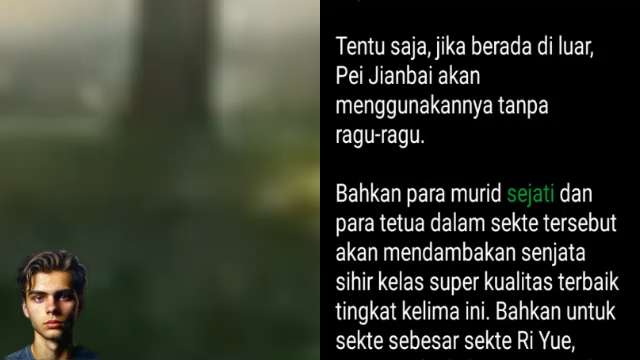 Tentu saja, jika berada di luar,
Pei Jianbai akan
menggunakannya tanpa
ragu-ragu.
Bahkan para murid sejati dan
para tetua dalam sekte tersebut
akan mendambakan senjata
sihir kelas super kualitas terbaik
tingkat kelima ini. Bahkan untuk
sekte sebesar sekte Ri Yue,